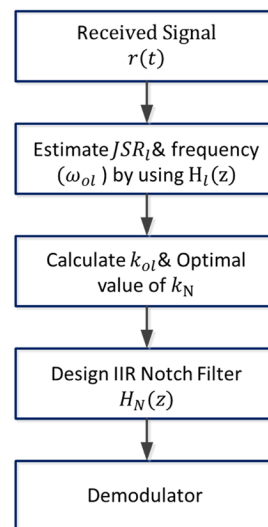 Received Signal
r(t)
Estimate JSR_l & frequency
(ω_ol) by using H_l(z)
Calculate k_ol & Optimal
value of k_N
Design IIR Notch Filter
H_N(z)
Demodulator